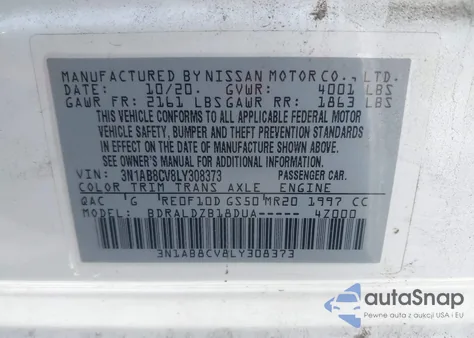 MANUFACTURED BY NISSAN MOTOR CO., LTD.
DATE: 10/20. GVWR: 4001 LBS
GAWR FR: 2161 LBS GAWR RR: 1863 LBS
THIS VEHICLE CONFORMS TO ALL APPLICABLE FEDERAL MOTOR
VEHICLE SAFETY, BUMPER AND THEFT PREVENTION STANDARDS
IN EFFECT ON THE DATE OF MANUFACTURE SHOWN ABOVE.
SEE OWNER'S MANUAL FOR ADDITIONAL INFORMATION.
VIN: 3N1AB8CV8LY308373 PASSENGER CAR.
COLOR TRIM TRANS AXLE ENGINE
QAC G RE0F10D GS50 MR20 1997 CC
MODEL: BDRALDZB18DUA----- 4Z000
3N1AB8CV8LY308373
autoSnap
Pewne auta z USA i EU